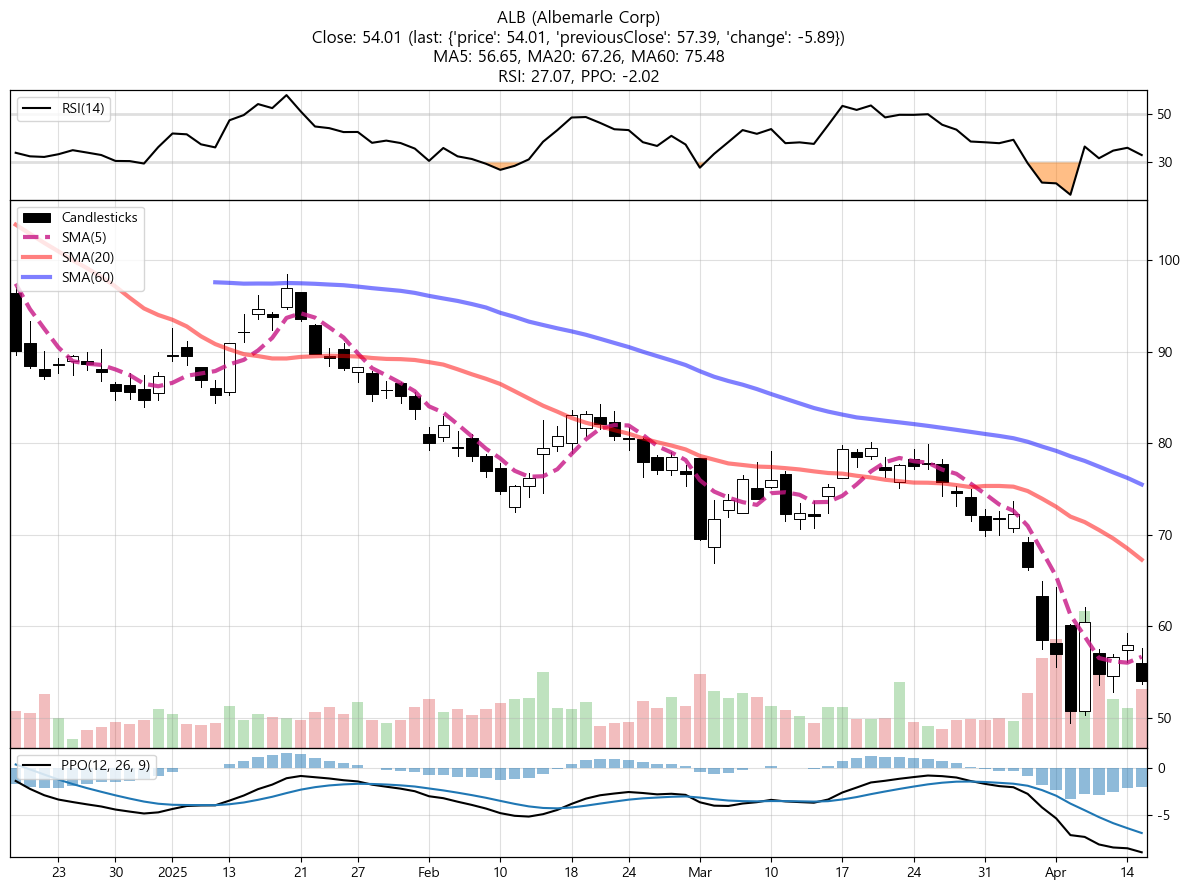 ALB (Albemarle Corp)
Close: 54.01 (last: {'price': 54.01, 'previousClose': 57.39, 'change': -5.89})
MA5: 56.65, MA20: 67.26, MA60: 75.48
RSI: 27.07, PPO: -2.02
RSI(14)
50
30
Candlesticks
SMA(5)
SMA(20)
SMA(60)
100
90
80
70
60
50
PPO(12, 26, 9)
0
-5
23 30 2025 13 21 27 Feb 10 18 24 Mar 10 17 24 31 Apr 14